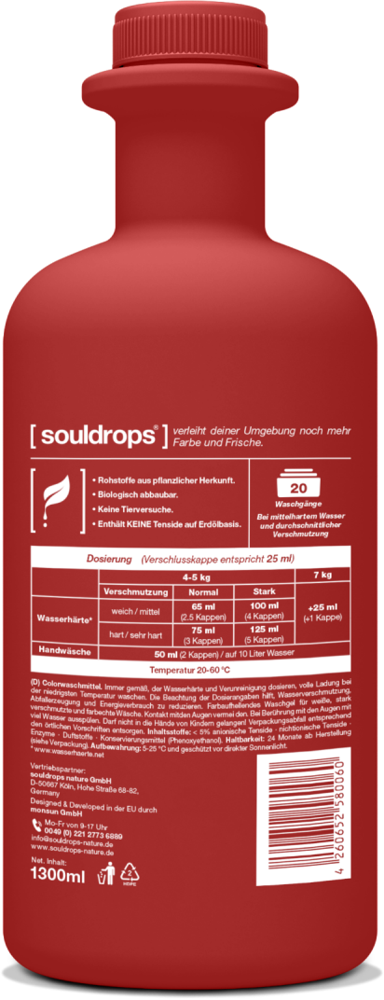 [ souldrops® ] verleiht deiner Umgebung noch mehr
Farbe und Frische.
• Rohstoffe aus pflanzlicher Herkunft.
• Biologisch abbaubar.
• Keine Tierversuche.
• Enthält KEINE Tenside auf Erdölbasis.
20
Waschgänge
Bei mittelhartem Wasser
und durchschnittlicher
Verschmutzung
Dosierung (Verschlusskappe entspricht 25 ml)
4-5 kg 7 kg
Verschmutzung Normal Stark
Wasserhärte*
weich / mittel 65 ml (2.5 Kappen) 100 ml (4 Kappen)
+25 ml (+1 Kappe)
hart / sehr hart 75 ml (3 Kappen) 125 ml (5 Kappen)
Handwäsche 50 ml (2 Kappen) / auf 10 Liter Wasser
Temperatur 20-60 °C
(D) Colorwaschmittel. Immer gemäß, der Wasserhärte und Verunreinigung dosieren, volle Ladung bei
der niedrigsten Temperatur waschen. Die Beachtung der Dosierangaben hilft, Wasserverschmutzung,
Abfallerzeugung und Energieverbrauch zu reduzieren. Farbaufhellendes Waschgel für weiße, stark
verschmutzte und farbechte Wäsche. Kontakt mit den Augen vermeiden. Bei Berührung mit den Augen mit
viel Wasser ausspülen. Darf nicht in die Hände von Kindern gelangen! Verpackungsabfall entsprechend
den örtlichen Vorschriften entsorgen. Inhaltsstoffe: < 5% anionische Tenside · nichtionische Tenside ·
Enzyme · Duftstoffe · Konservierungsmittel (Phenoxyethanol). Haltbarkeit: 24 Monate ab Herstellung
(siehe Verpackung). Aufbewahrung: 5-25 °C und geschützt vor direkter Sonnenlicht.
*www.wasserhaerte.net
Vertriebspartner:
souldrops nature GmbH
D-50667 Köln, Hohe Straße 68-82,
Germany
Designed & Developed in der EU durch
monsun GmbH
Mo-Fr von 9-17 Uhr
0049 (0) 221 2773 6889
info@souldrops-nature.de
www.souldrops-nature.de
Net. Inhalt:
1300ml
2
HDPE
4 260652 580060